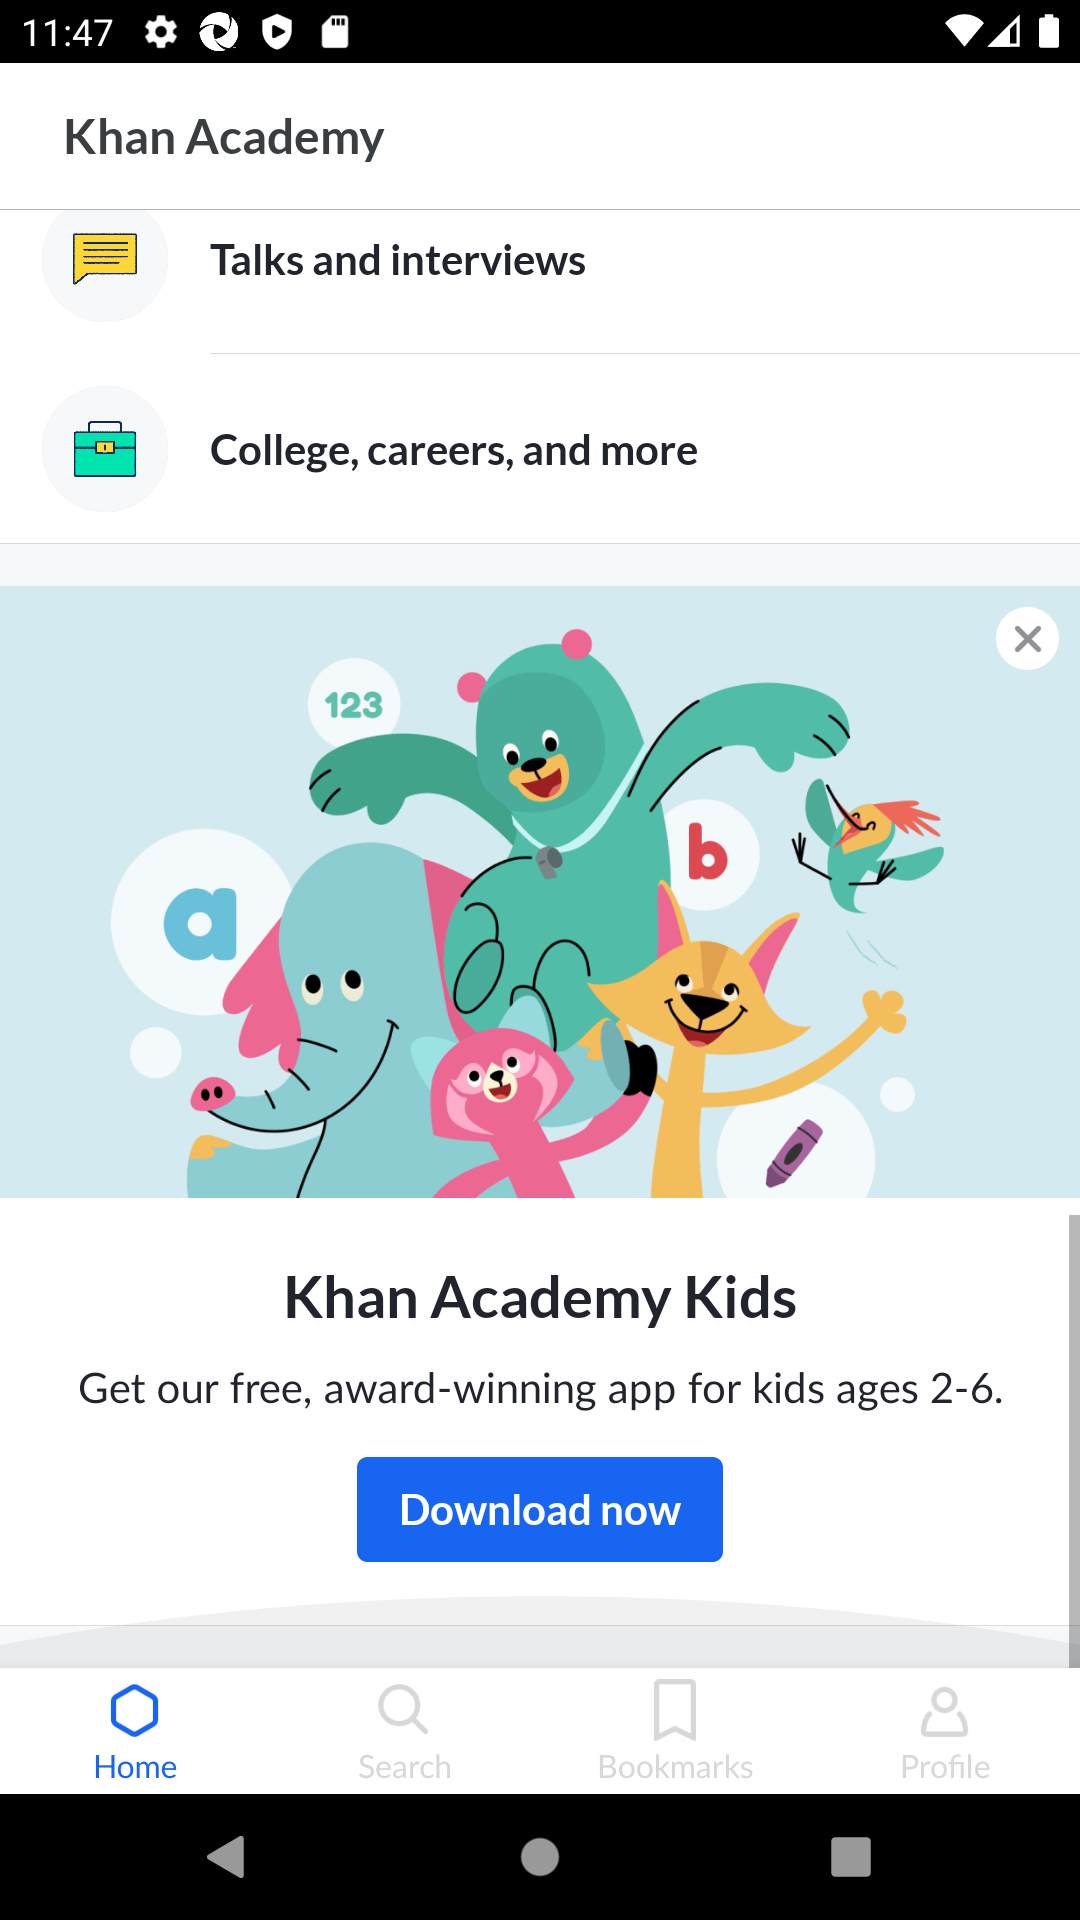 11:47
Khan Academy
Talks and interviews
College, careers, and more
123
a
b
Khan Academy Kids
Get our free, award-winning app for kids ages 2-6.
Download now
Home
Search
Bookmarks
Profile